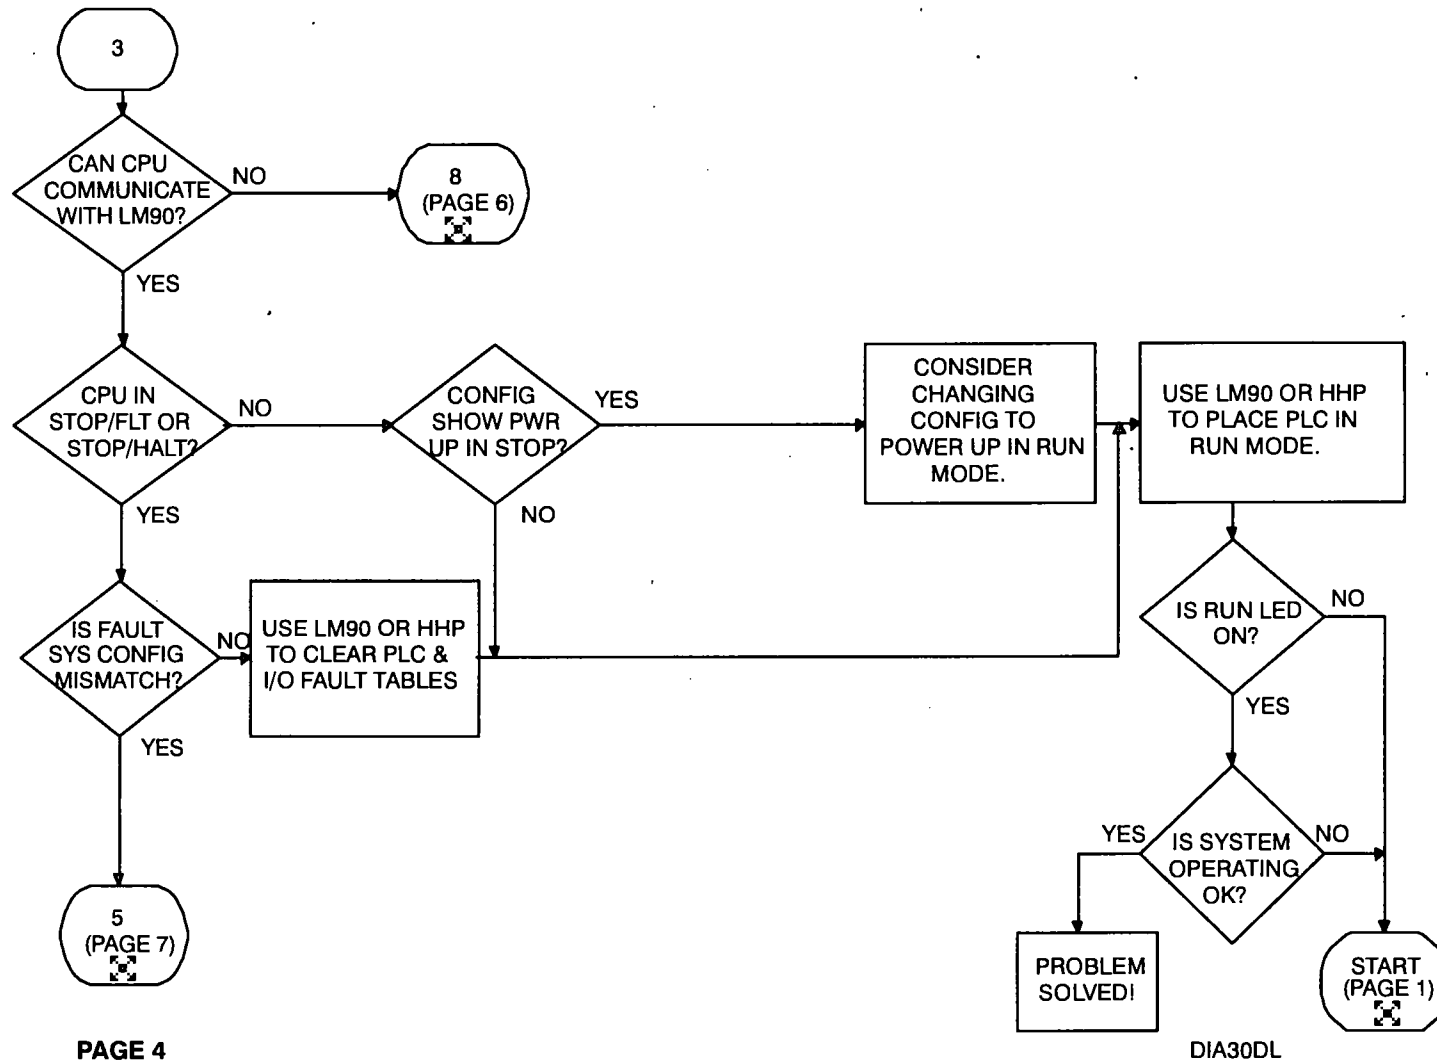 3
CAN CPU
COMMUNICATE
WITH LM90?
NO
8
(PAGE 6)
YES
CPU IN
STOP/FLT OR
STOP/HALT?
NO
CONFIG
SHOW PWR
UP IN STOP?
YES
CONSIDER
CHANGING
CONFIG TO
POWER UP IN RUN
MODE.
USE LM90 OR HHP
TO PLACE PLC IN
RUN MODE.
YES
NO
IS FAULT
SYS CONFIG
MISMATCH?
NO
USE LM90 OR HHP
TO CLEAR PLC &
I/O FAULT TABLES
IS RUN LED
ON?
NO
YES
YES
YES
IS SYSTEM
OPERATING
OK?
NO
5
(PAGE 7)
PROBLEM
SOLVED!
START
(PAGE 1)
PAGE 4
DIA30DL